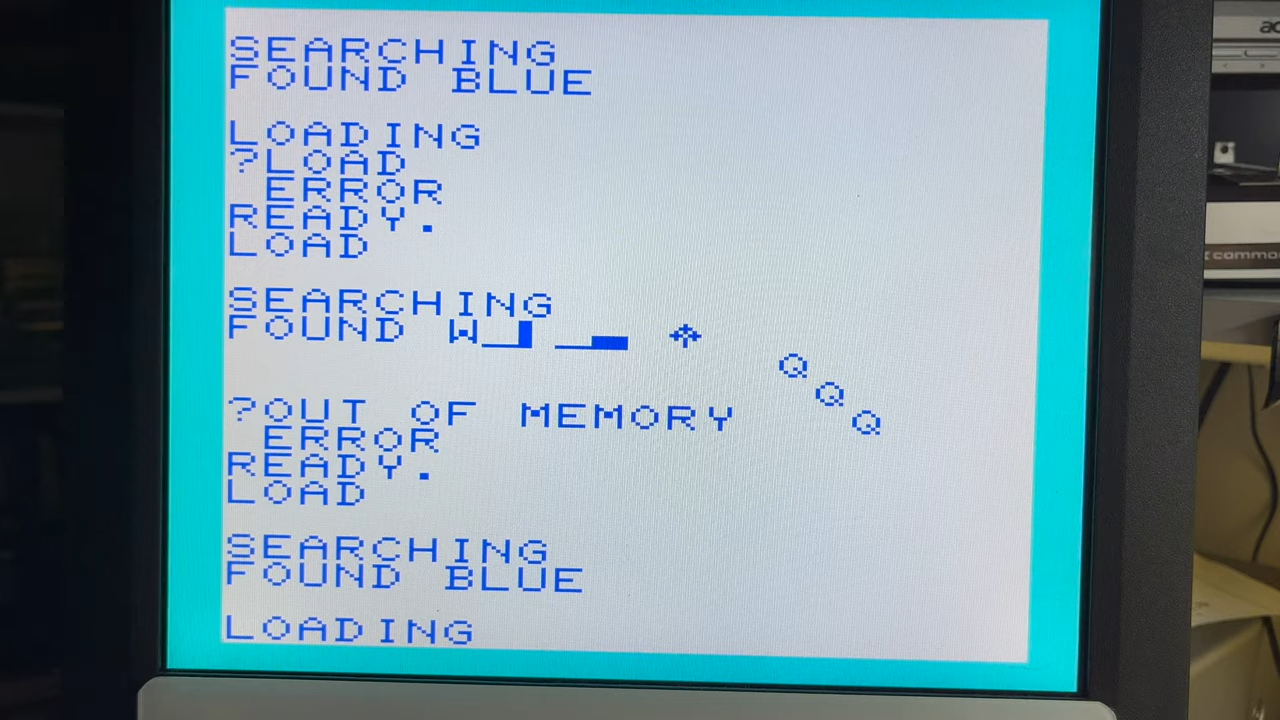 SEARCHING
FOUND BLUE
LOADING
?LOAD
ERROR
READY.
LOAD
SEARCHING
FOUND W
Q
Q
Q
?OUT OF MEMORY
ERROR
READY.
LOAD
SEARCHING
FOUND BLUE
LOADING